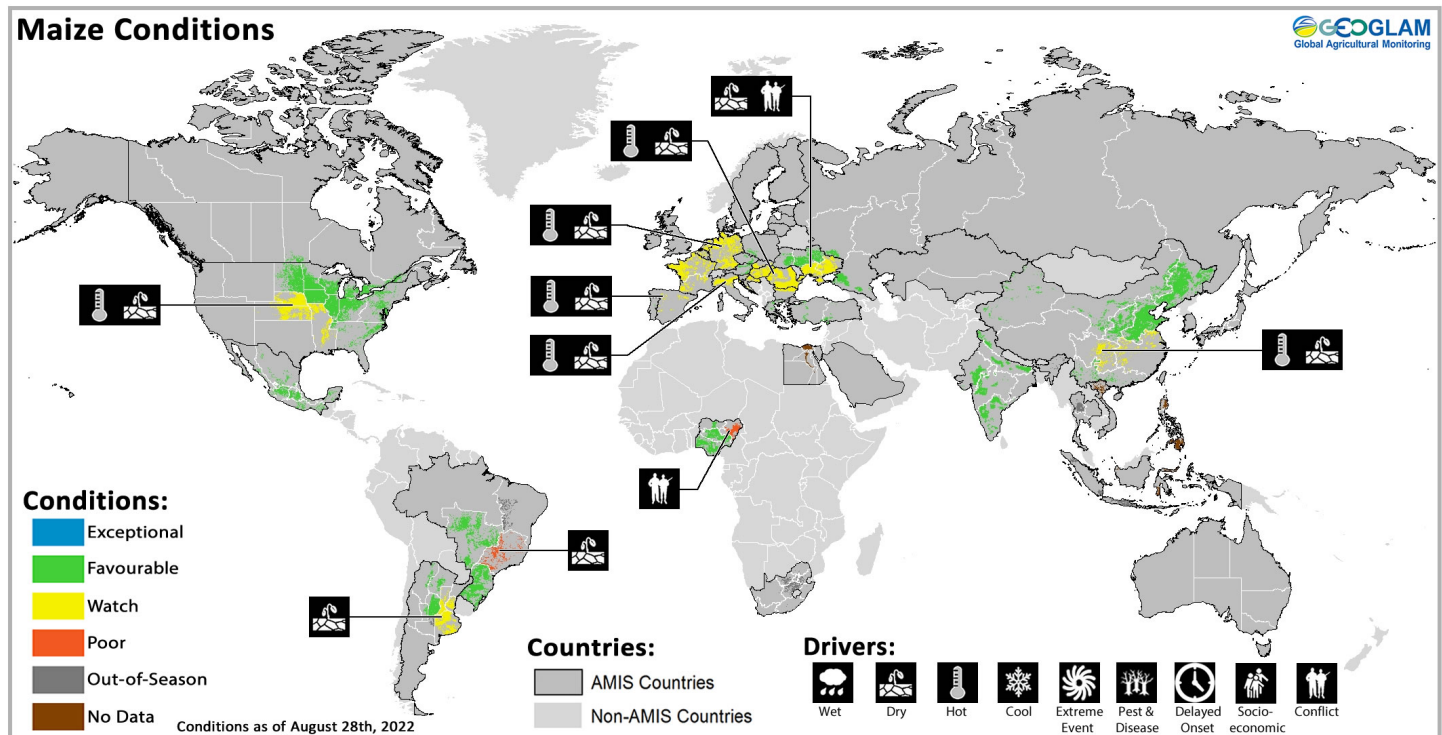 Maize Conditions
GEOGLAM
Global Agricultural Monitoring
Conditions:
Exceptional
Favourable
Watch
Poor
Out-of-Season
No Data
Conditions as of August 28th, 2022
Countries:
AMIS Countries
Non-AMIS Countries
Drivers:
Wet
Dry
Hot
Cool
Extreme
Event
Pest &
Disease
Delayed
Onset
Socio-
economic
Conflict